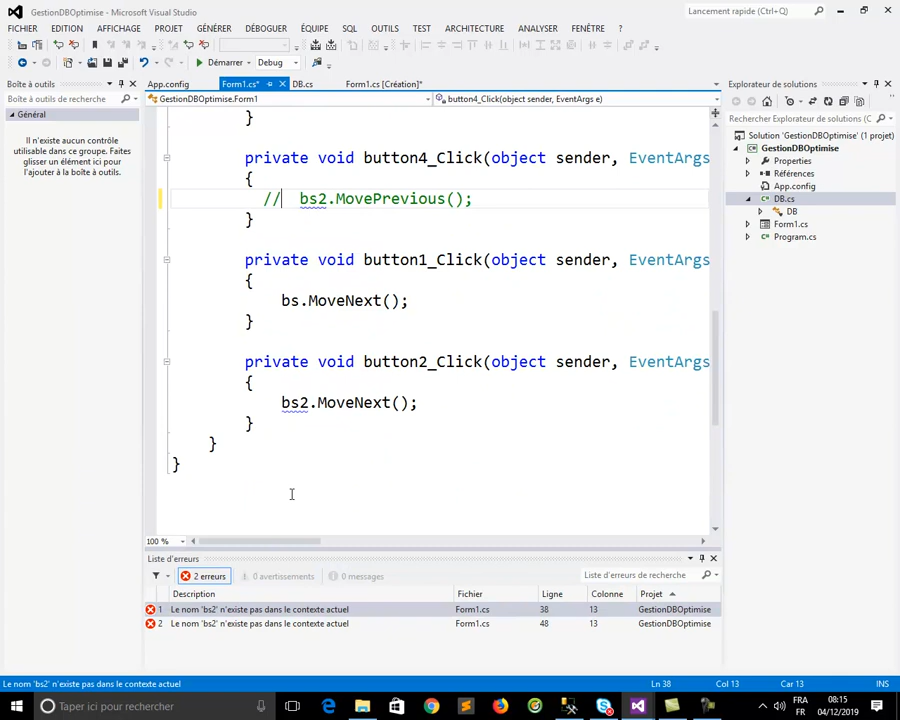 GestionDBOptimise - Microsoft Visual Studio
Lancement rapide (Ctrl+Q)
FICHIER EDITION AFFICHAGE PROJET GÉNÉRER DÉBOGUER ÉQUIPE SQL OUTILS TEST ARCHITECTURE ANALYSER FENÊTRE ?
Démarrer Debug
Boîte à outils
App.config Form1.cs* DB.cs Form1.cs [Création]*
Explorateur de solutions
Boîte à outils de recherche
GestionDBOptimise.Form1 button4_Click(object sender, EventArgs e)
Général
Rechercher Explorateur de solutions
Il n'existe aucun contrôle
utilisable dans ce groupe. Faites
glisser un élément ici pour
l'ajouter à la boîte à outils.
Solution 'GestionDBOptimise' (1 projet)
GestionDBOptimise
Properties
Références
App.config
DB.cs
DB
Form1.cs
Program.cs
}
private void button4_Click(object sender, EventArgs
{
// bs2.MovePrevious();
}
private void button1_Click(object sender, EventArgs
{
bs.MoveNext();
}
private void button2_Click(object sender, EventArgs
{
bs2.MoveNext();
}
}
}
100 %
Liste d'erreurs
2 erreurs 0 avertissements 0 messages Liste d'erreurs de recherche
Description Fichier Ligne Colonne Projet
1 Le nom 'bs2' n'existe pas dans le contexte actuel Form1.cs 38 13 GestionDBOptimise
2 Le nom 'bs2' n'existe pas dans le contexte actuel Form1.cs 48 13 GestionDBOptimise
Le nom 'bs2' n'existe pas dans le contexte actuel Ln 38 Col 13 Car 13 INS
Taper ici pour rechercher
FRA
FR
08:15
04/12/2019